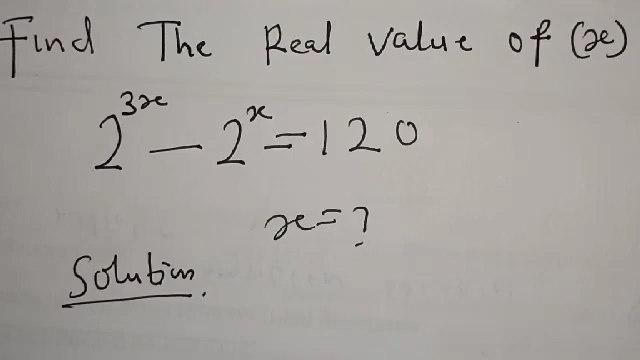 Find The Real value of (x)
2^{3x} - 2^x = 120
x = ?
Solution.